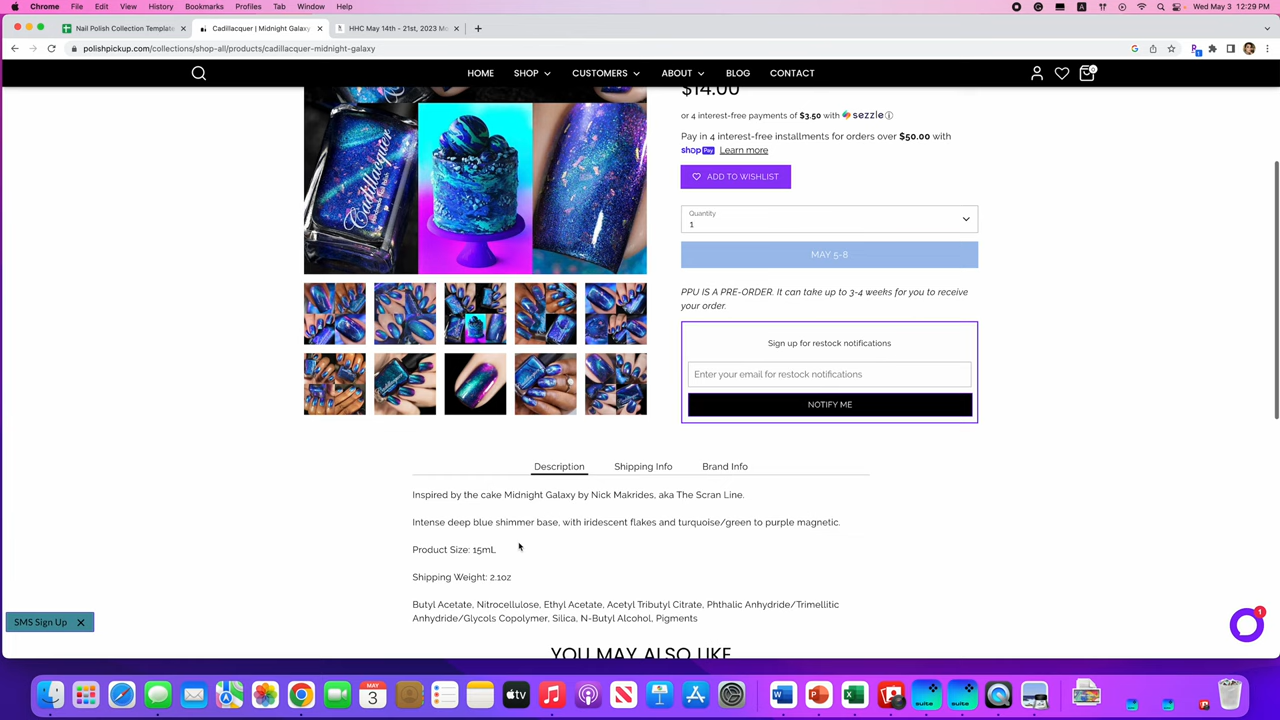 Chrome File Edit View History Bookmarks Profiles Tab Window Help
Wed May 3 12:29 PM
Nail Polish Collection Template
Cadillacquer | Midnight Galaxy
HHC May 14th - 21st, 2023 M
polishpickup.com/collections/shop-all/products/cadillacquer-midnight-galaxy
HOME SHOP CUSTOMERS ABOUT BLOG CONTACT
0
$14.00
or 4 interest-free payments of $3.50 with sezzle
Pay in 4 interest-free installments for orders over $50.00 with
shop Pay Learn more
ADD TO WISHLIST
Quantity
1
MAY 5-8
PPU IS A PRE-ORDER. It can take up to 3-4 weeks for you to receive
your order.
Sign up for restock notifications
Enter your email for restock notifications
NOTIFY ME
Cadillacquer
Cadillacquer
Description Shipping Info Brand Info
Inspired by the cake Midnight Galaxy by Nick Makrides, aka The Scran Line.
Intense deep blue shimmer base, with iridescent flakes and turquoise/green to purple magnetic.
Product Size: 15mL
Shipping Weight: 2.1oz
Butyl Acetate, Nitrocellulose, Ethyl Acetate, Acetyl Tributyl Citrate, Phthalic Anhydride/Trimellitic
Anhydride/Glycols Copolymer, Silica, N-Butyl Alcohol, Pigments
SMS Sign Up
1
YOU MAY ALSO LIKE
MAY
3
tv
W
P
X
suite
suite